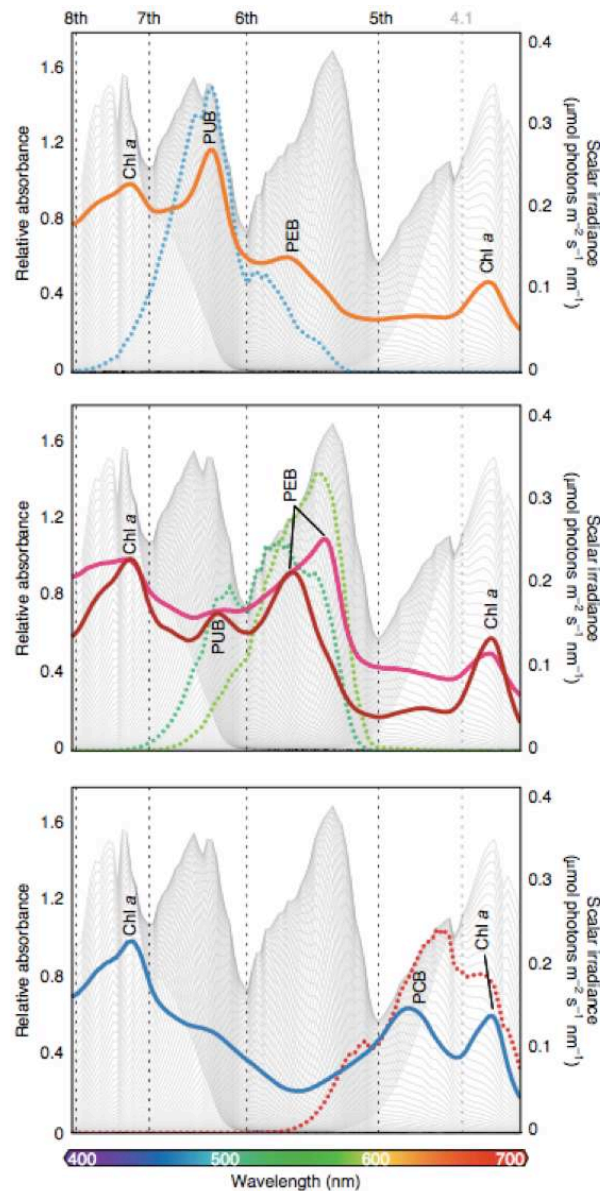 8th 7th 6th 5th 4.1
1.6
1.2
0.8
0.4
0
Relative absorbance
Chl a
PUB
PEB
Chl a
0.4
0.3
0.2
0.1
0
Scalar irradiance
(µmol photons m⁻² s⁻¹ nm⁻¹)
1.6
1.2
0.8
0.4
0
Relative absorbance
Chl a
PUB
PEB
Chl a
0.4
0.3
0.2
0.1
0
Scalar irradiance
(µmol photons m⁻² s⁻¹ nm⁻¹)
1.6
1.2
0.8
0.4
0
Relative absorbance
Chl a
PCB
Chl a
0.4
0.3
0.2
0.1
0
Scalar irradiance
(µmol photons m⁻² s⁻¹ nm⁻¹)
400 500 600 700
Wavelength (nm)